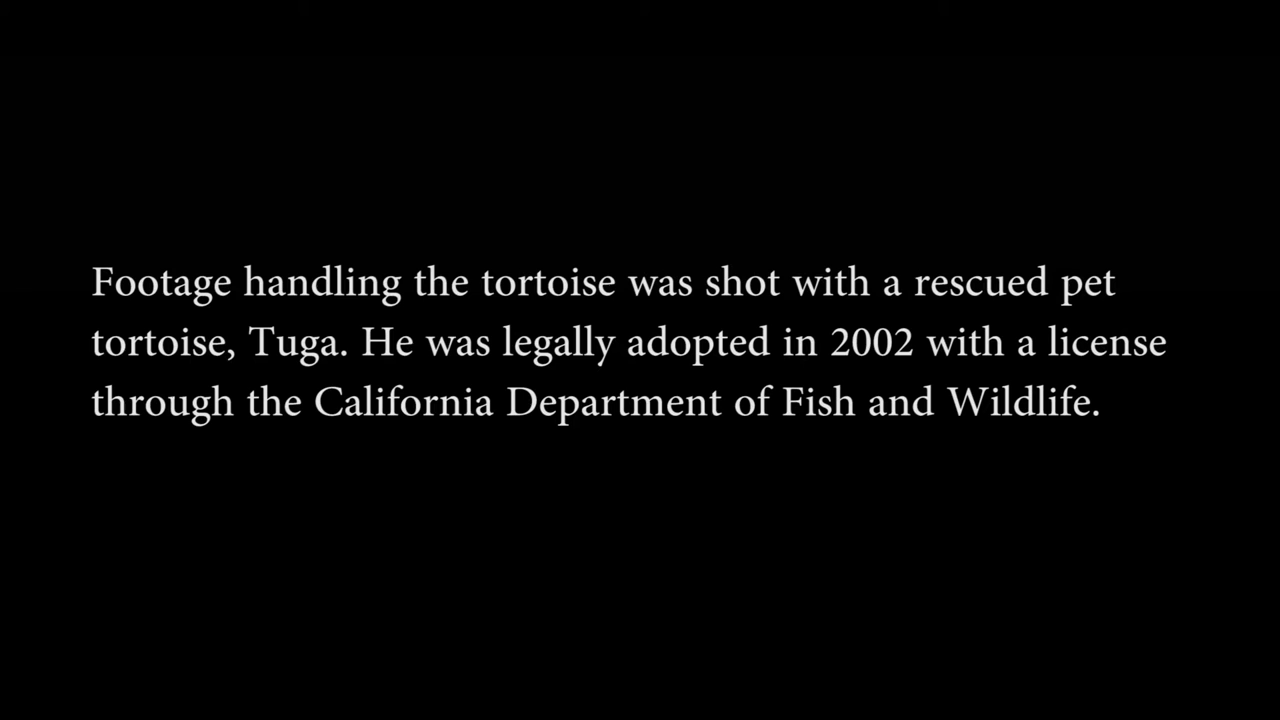 Footage handling the tortoise was shot with a rescued pet
tortoise, Tuga. He was legally adopted in 2002 with a license
through the California Department of Fish and Wildlife.